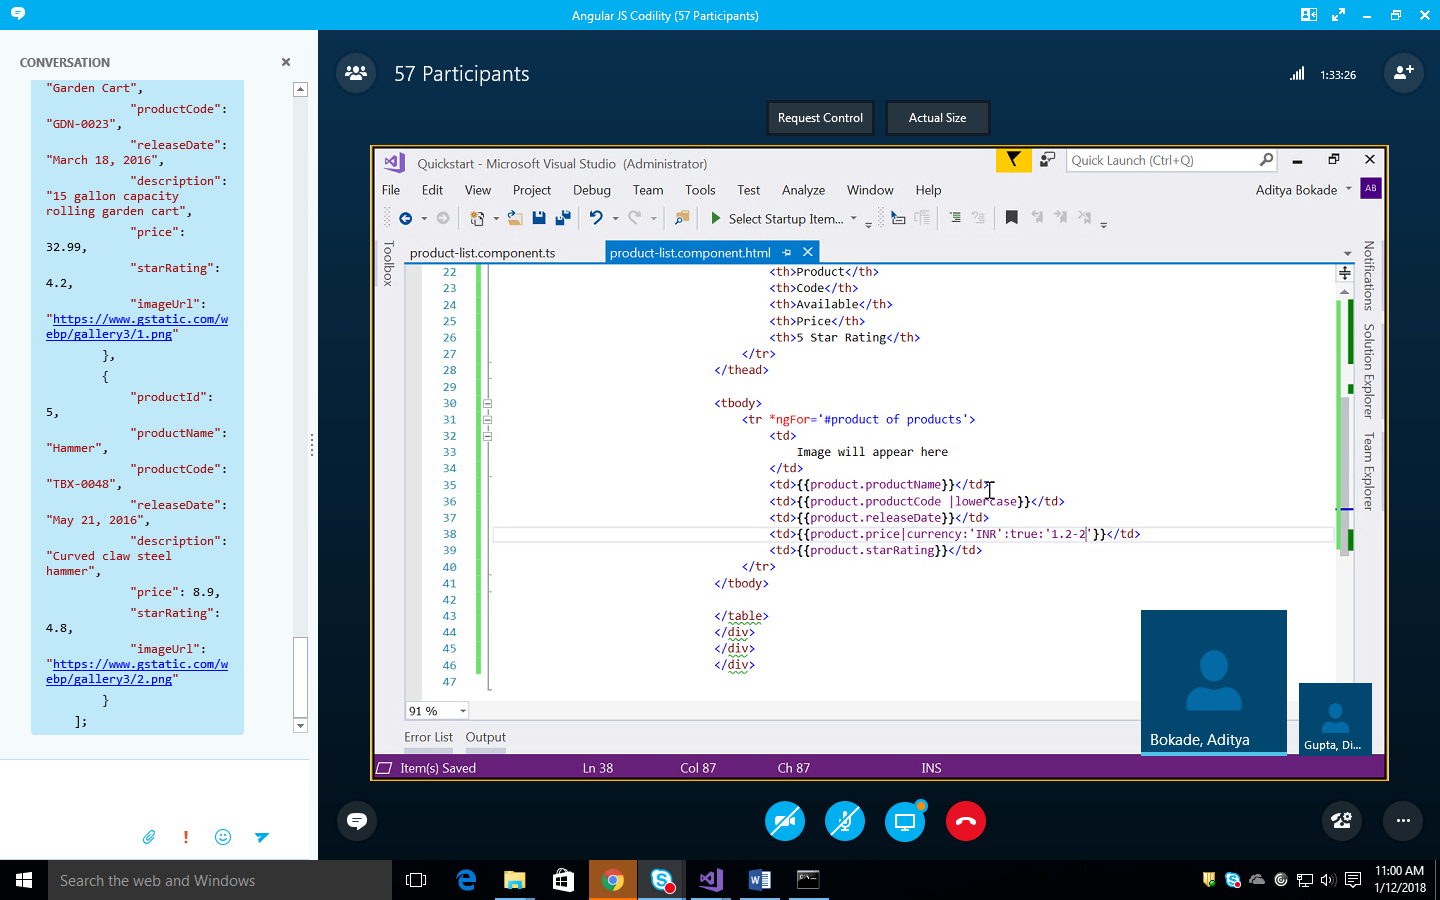 Angular JS Codility (57 Participants)
CONVERSATION
"Garden Cart",
"productCode":
"GDN-0023",
"releaseDate":
"March 18, 2016",
"description":
"15 gallon capacity
rolling garden cart",
"price":
32.99,
"starRating":
4.2,
"imageUrl":
"https://www.gstatic.com/w
ebp/gallery3/1.png"
},
{
"productId":
5,
"productName":
"Hammer",
"productCode":
"TBX-0048",
"releaseDate":
"May 21, 2016",
"description":
"Curved claw steel
hammer",
"price": 8.9,
"starRating":
4.8,
"imageUrl":
"https://www.gstatic.com/w
ebp/gallery3/2.png"
}
];
57 Participants
1:33:26
Request Control
Actual Size
Quickstart - Microsoft Visual Studio (Administrator)
Quick Launch (Ctrl+Q)
File Edit View Project Debug Team Tools Test Analyze Window Help
Aditya Bokade AB
Select Startup Item...
Toolbox
product-list.component.ts
product-list.component.html
22 <th>Product</th>
23 <th>Code</th>
24 <th>Available</th>
25 <th>Price</th>
26 <th>5 Star Rating</th>
27 </tr>
28 </thead>
29
30 <tbody>
31 <tr *ngFor='#product of products'>
32 <td>
33 Image will appear here
34 </td>
35 <td>{{product.productName}}</td>
36 <td>{{product.productCode |lowercase}}</td>
37 <td>{{product.releaseDate}}</td>
38 <td>{{product.price|currency:'INR':true:'1.2-2'}}</td>
39 <td>{{product.starRating}}</td>
40 </tr>
41 </tbody>
42
43 </table>
44 </div>
45 </div>
46 </div>
47
Notifications
Solution Explorer
Team Explorer
91 %
Error List Output
Item(s) Saved
Ln 38
Col 87
Ch 87
INS
Bokade, Aditya
Gupta, Di...
Search the web and Windows
11:00 AM
1/12/2018